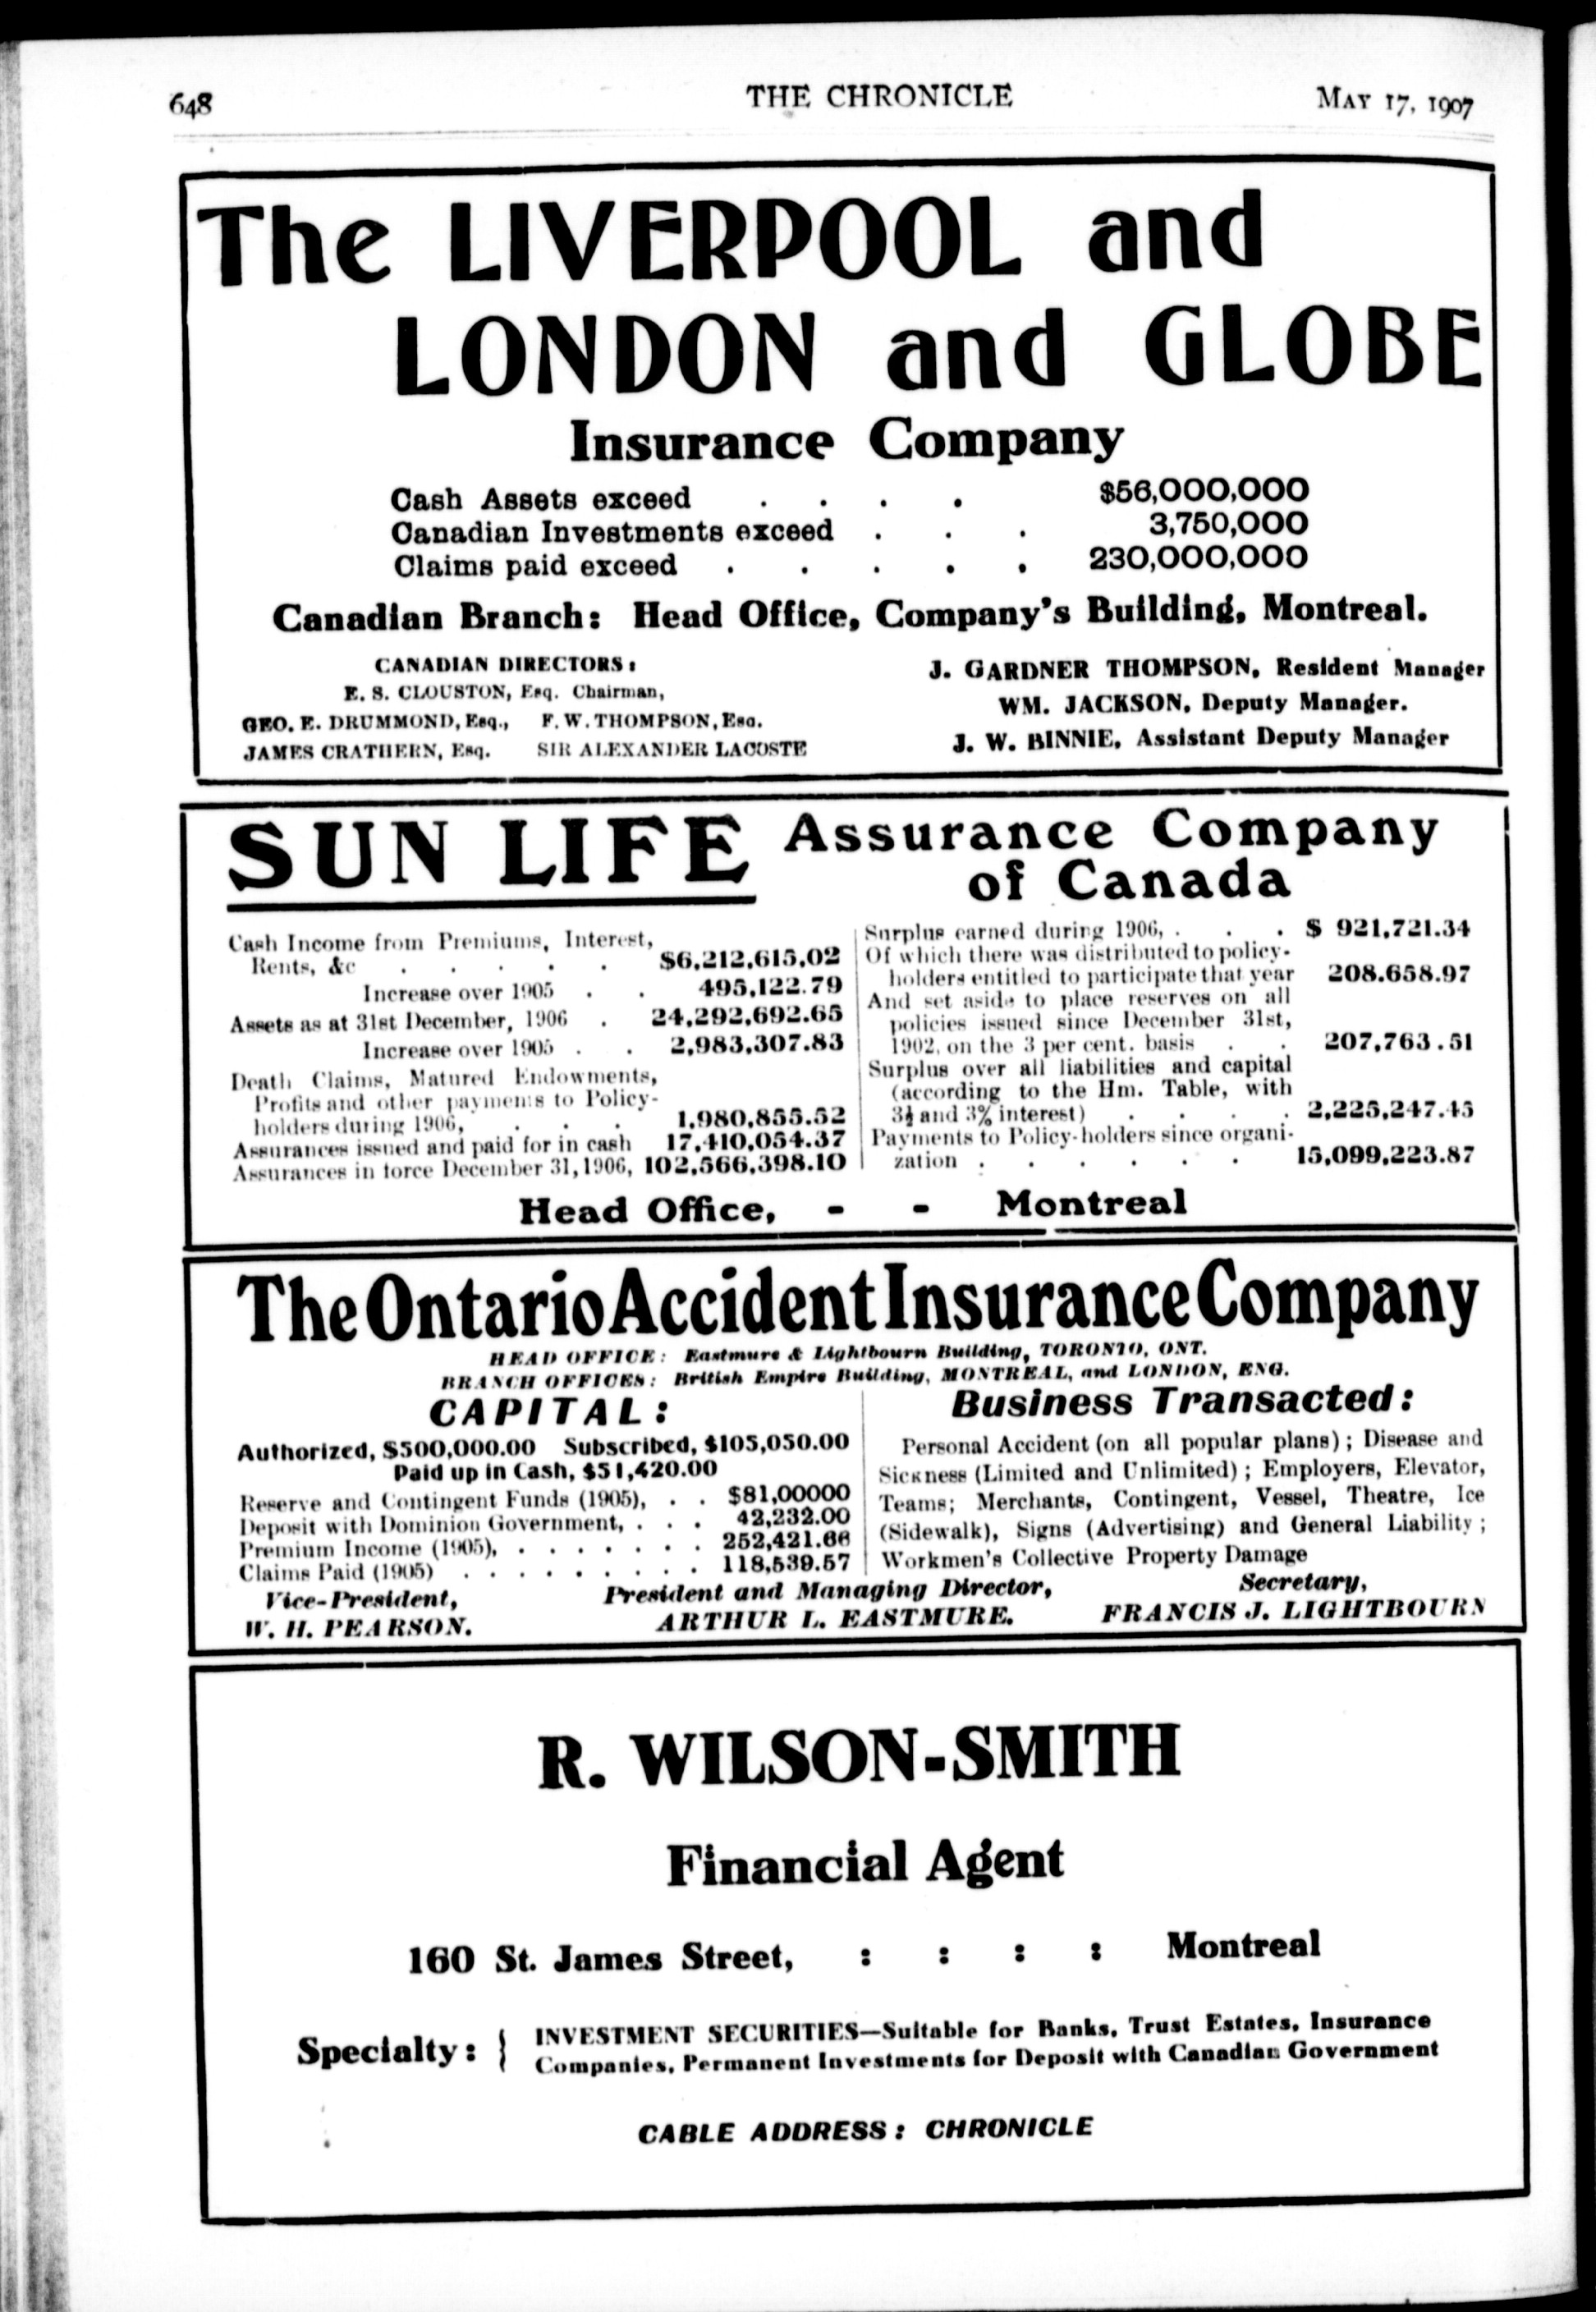 648
THE CHRONICLE
MAY 17, 1907
The LIVERPOOL and
LONDON and GLOBE
Insurance Company
Cash Assets exceed . . . . $56,000,000
Canadian Investments exceed . . . 3,750,000
Claims paid exceed . . . . . 230,000,000
Canadian Branch: Head Office, Company's Building, Montreal.
CANADIAN DIRECTORS:
E. S. CLOUSTON, Esq. Chairman,
GEO. E. DRUMMOND, Esq., F. W. THOMPSON, Esq.
JAMES CRATHERN, Esq. SIR ALEXANDER LACOSTE
J. GARDNER THOMPSON, Resident Manager
WM. JACKSON, Deputy Manager.
J. W. BINNIE, Assistant Deputy Manager
SUN LIFE Assurance Company
of Canada
Cash Income from Premiums, Interest,
Rents, &c . . . . . $6,212,615.02
Increase over 1905 . . 495,122.79
Assets as at 31st December, 1906 . 24,292,692.65
Increase over 1905 . . 2,983,307.83
Death Claims, Matured Endowments,
Profits and other payments to Policy-
holders during 1906, . . . 1,980,855.52
Assurances issued and paid for in cash 17,410,054.37
Assurances in force December 31, 1906, 102,566,398.10
Surplus earned during 1906, . . . $ 921,721.34
Of which there was distributed to policy-
holders entitled to participate that year 208,658.97
And set aside to place reserves on all
policies issued since December 31st,
1902, on the 3 per cent. basis . . 207,763.51
Surplus over all liabilities and capital
(according to the Hm. Table, with
3½ and 3% interest) . . . . 2,225,247.45
Payments to Policy-holders since organi-
zation . . . . . . 15,099,223.87
Head Office, - - Montreal
The Ontario Accident Insurance Company
HEAD OFFICE: Eastmure & Lightbourn Building, TORONTO, ONT.
BRANCH OFFICES: British Empire Building, MONTREAL, and LONDON, ENG.
CAPITAL:
Authorized, $500,000.00 Subscribed, $105,050.00
Paid up in Cash, $51,420.00
Reserve and Contingent Funds (1905), . . $81,00000
Deposit with Dominion Government, . . . 42,232.00
Premium Income (1905), . . . . . . . 252,421.66
Claims Paid (1905) . . . . . . . . . 118,539.57
Business Transacted:
Personal Accident (on all popular plans); Disease and
Sickness (Limited and Unlimited); Employers, Elevator,
Teams; Merchants, Contingent, Vessel, Theatre, Ice
(Sidewalk), Signs (Advertising) and General Liability;
Workmen's Collective Property Damage
Vice-President, President and Managing Director, Secretary,
W. H. PEARSON. ARTHUR L. EASTMURE. FRANCIS J. LIGHTBOURN
R. WILSON-SMITH
Financial Agent
160 St. James Street, : : : : Montreal
Specialty: { INVESTMENT SECURITIES—Suitable for Banks, Trust Estates, Insurance
Companies, Permanent Investments for Deposit with Canadian Government
CABLE ADDRESS: CHRONICLE